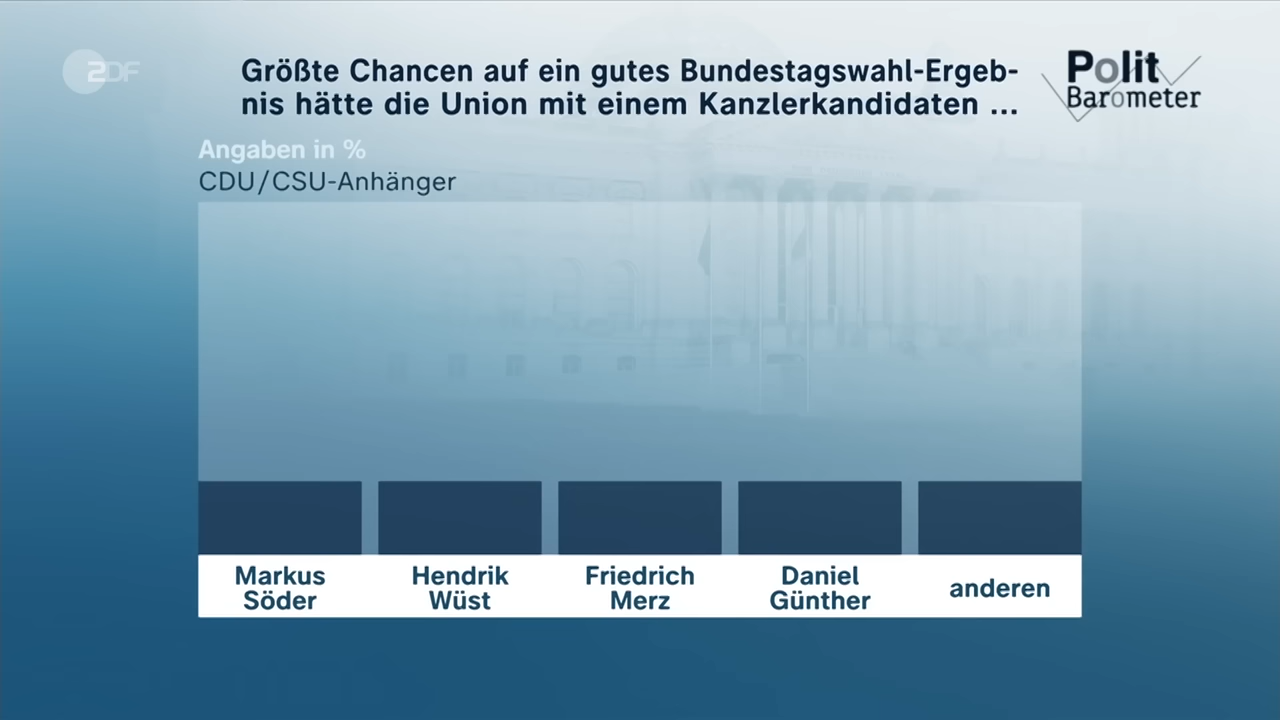 ZDF
Größte Chancen auf ein gutes Bundestagswahl-Ergeb-
nis hätte die Union mit einem Kanzlerkandidaten ...
Polit
Barometer
Angaben in %
CDU/CSU-Anhänger
Markus
Söder
Hendrik
Wüst
Friedrich
Merz
Daniel
Günther
anderen